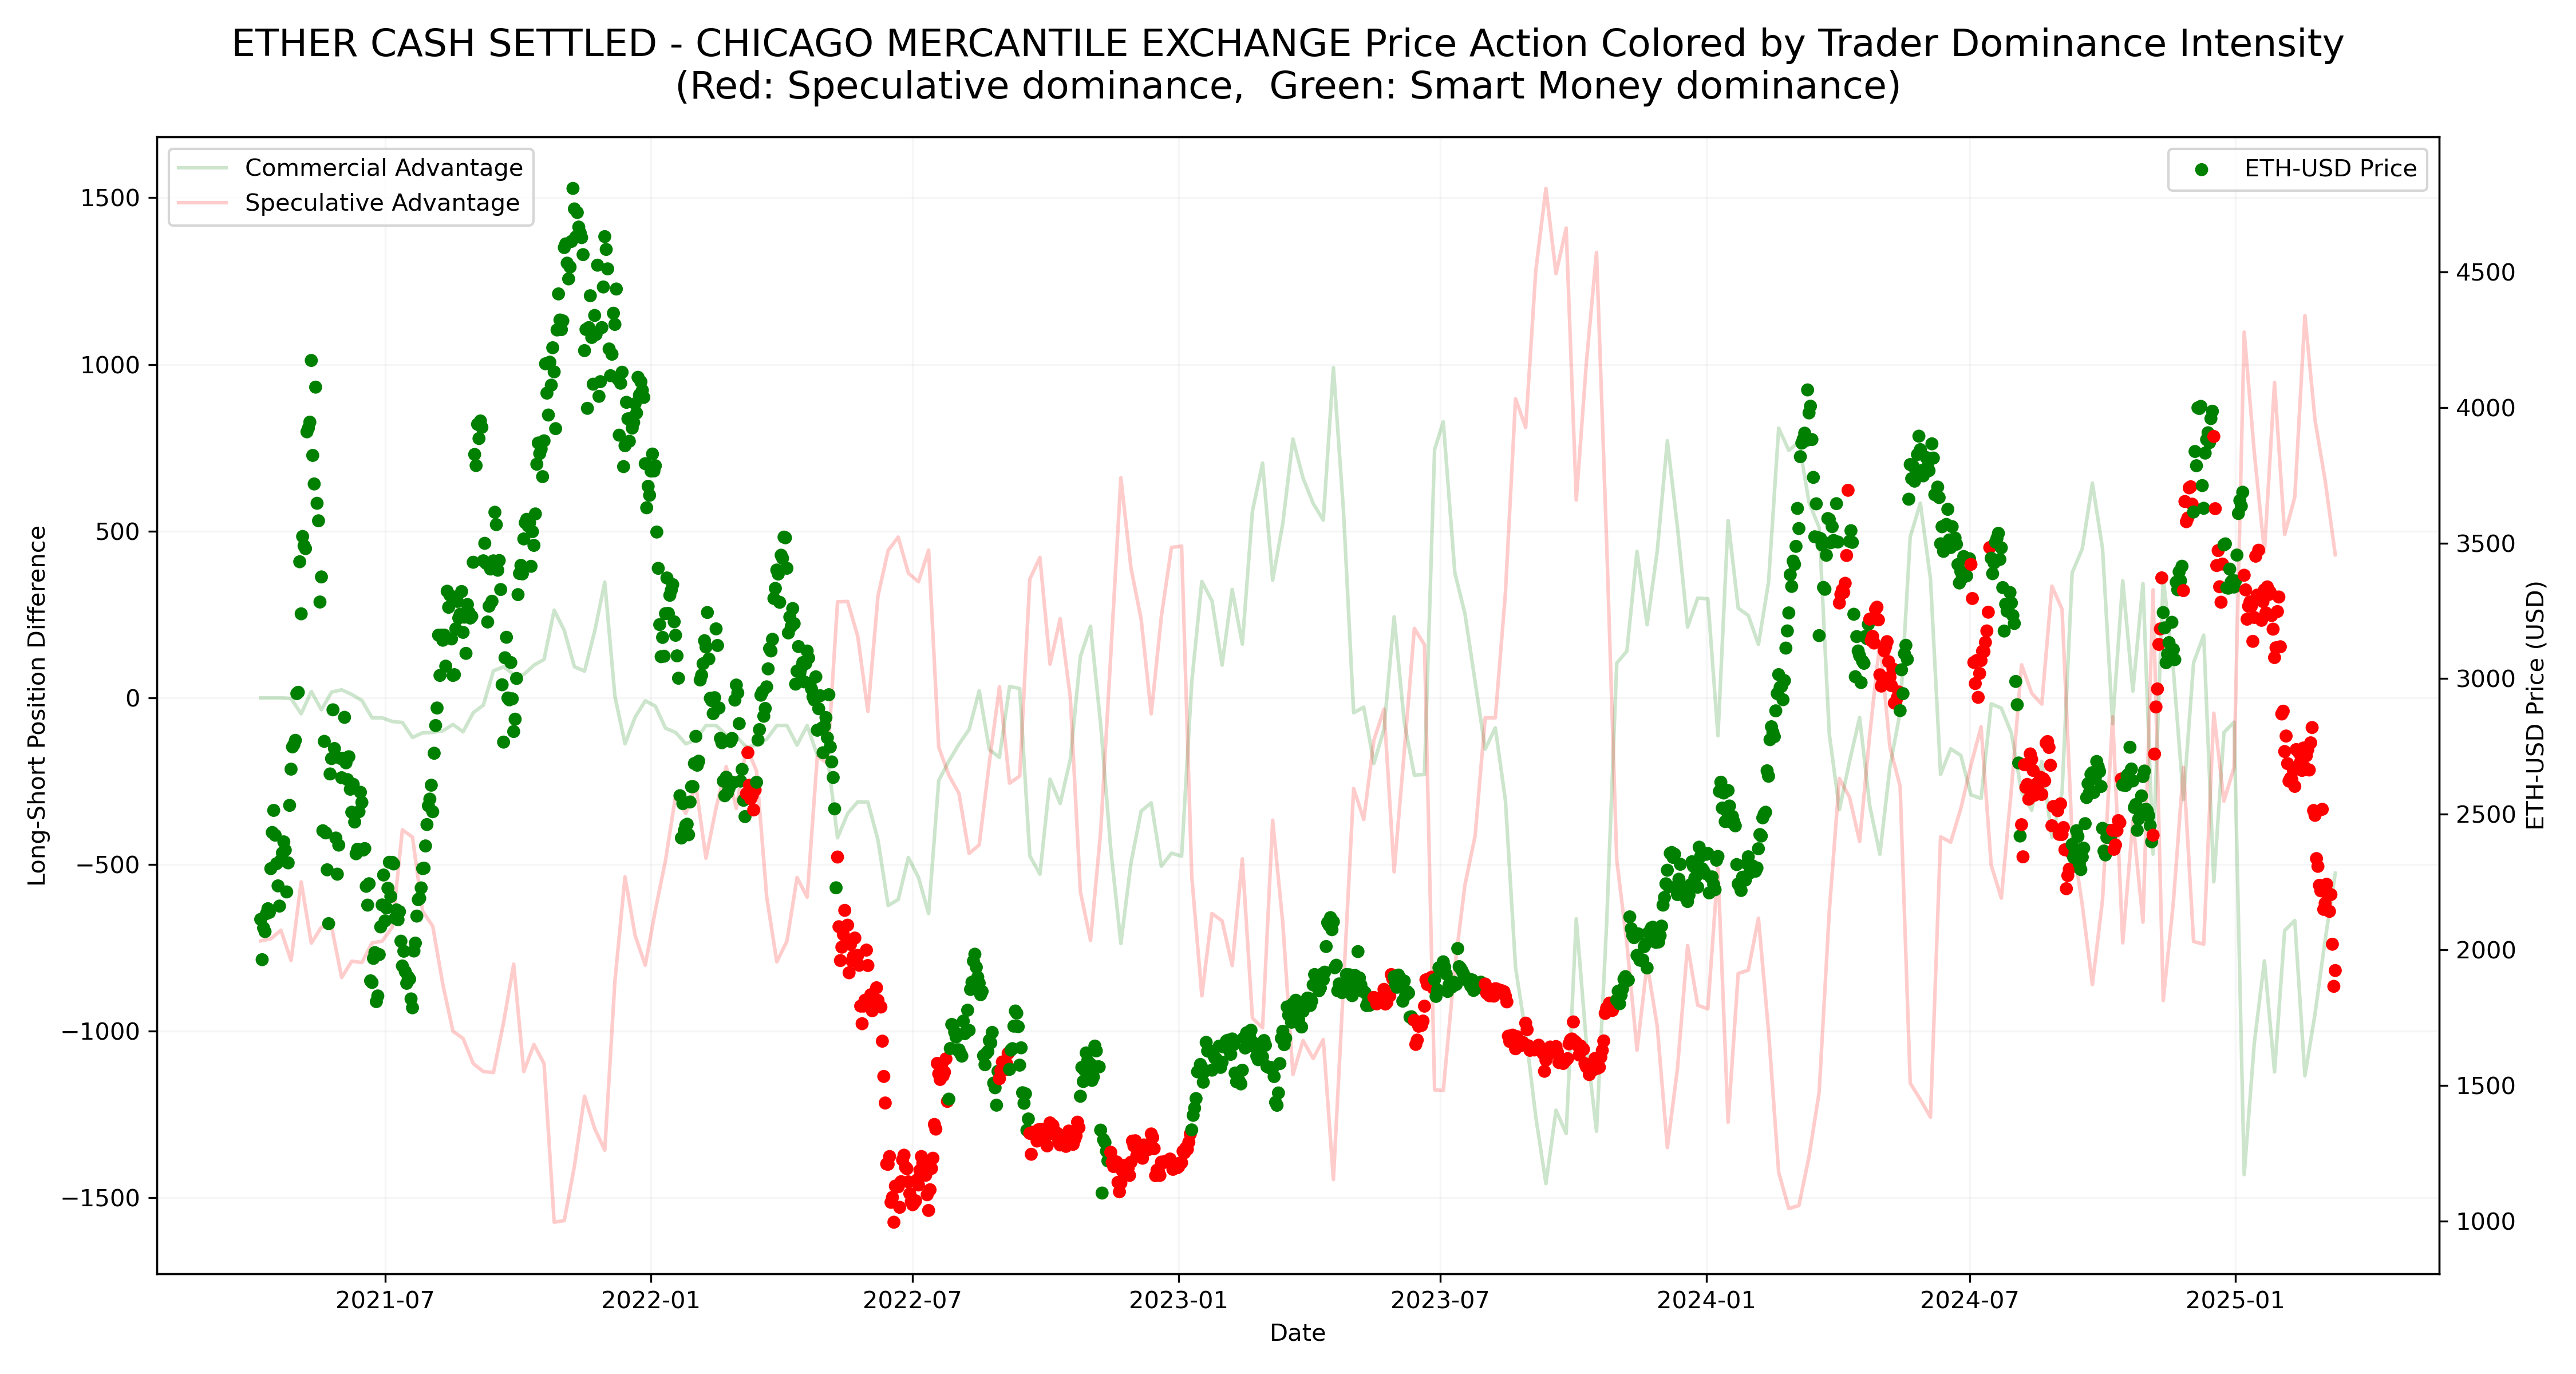 ETHER CASH SETTLED - CHICAGO MERCANTILE EXCHANGE Price Action Colored by Trader Dominance Intensity
(Red: Speculative dominance,  Green: Smart Money dominance)
Commercial Advantage
Speculative Advantage
ETH-USD Price
Long-Short Position Difference
1500
1000
500
0
−500
−1000
−1500
4500
4000
3500
3000
2500
2000
1500
1000
ETH-USD Price (USD)
2021-07
2022-01
2022-07
2023-01
2023-07
2024-01
2024-07
2025-01
Date